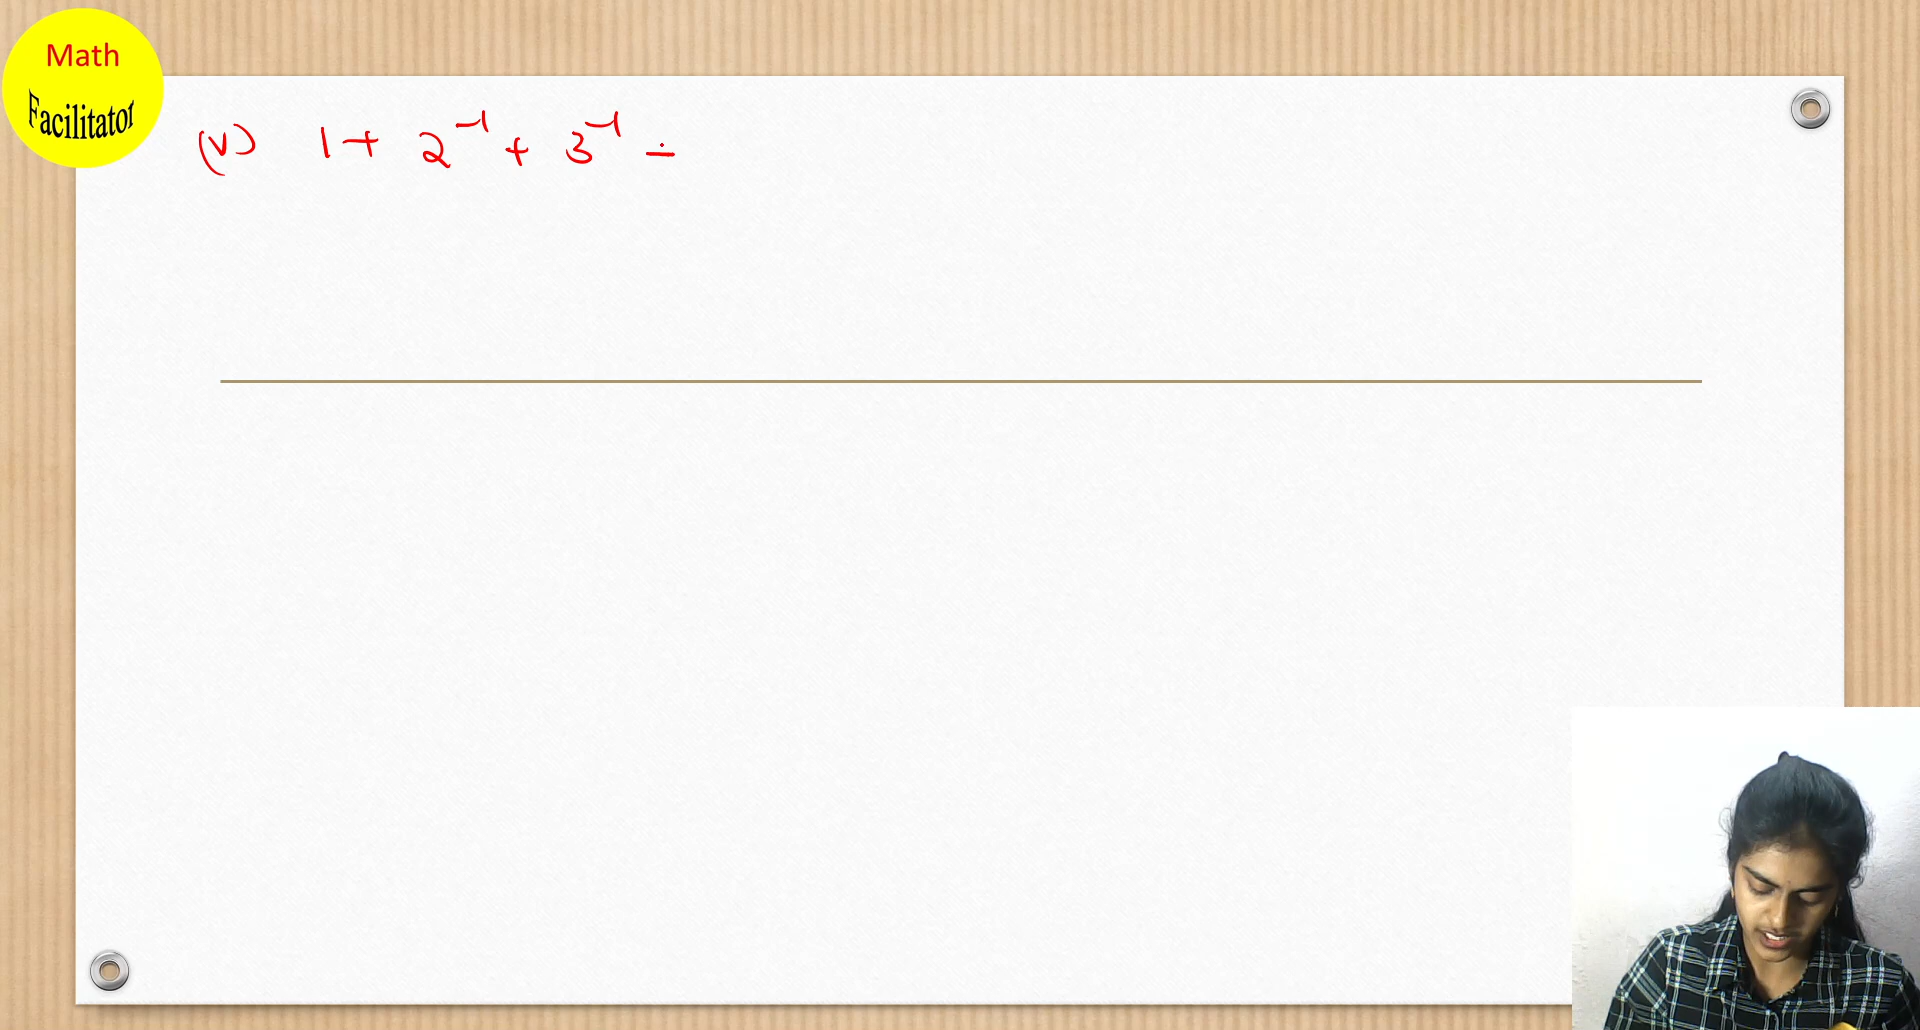 Math
Facilitator
(v) 1 + 2⁻¹ + 3⁻¹ ÷